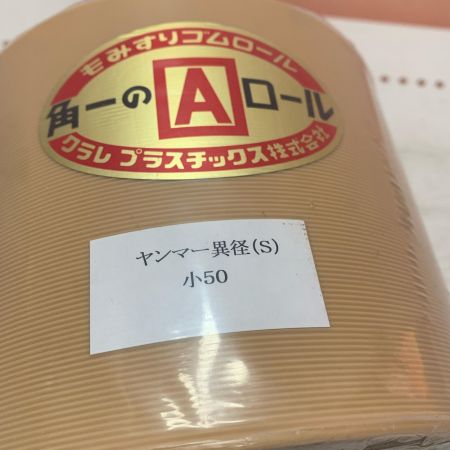 もみすりゴムロール
角一のAロール
クラレプラスチックス株式会社
ヤンマー異径(S)
小50